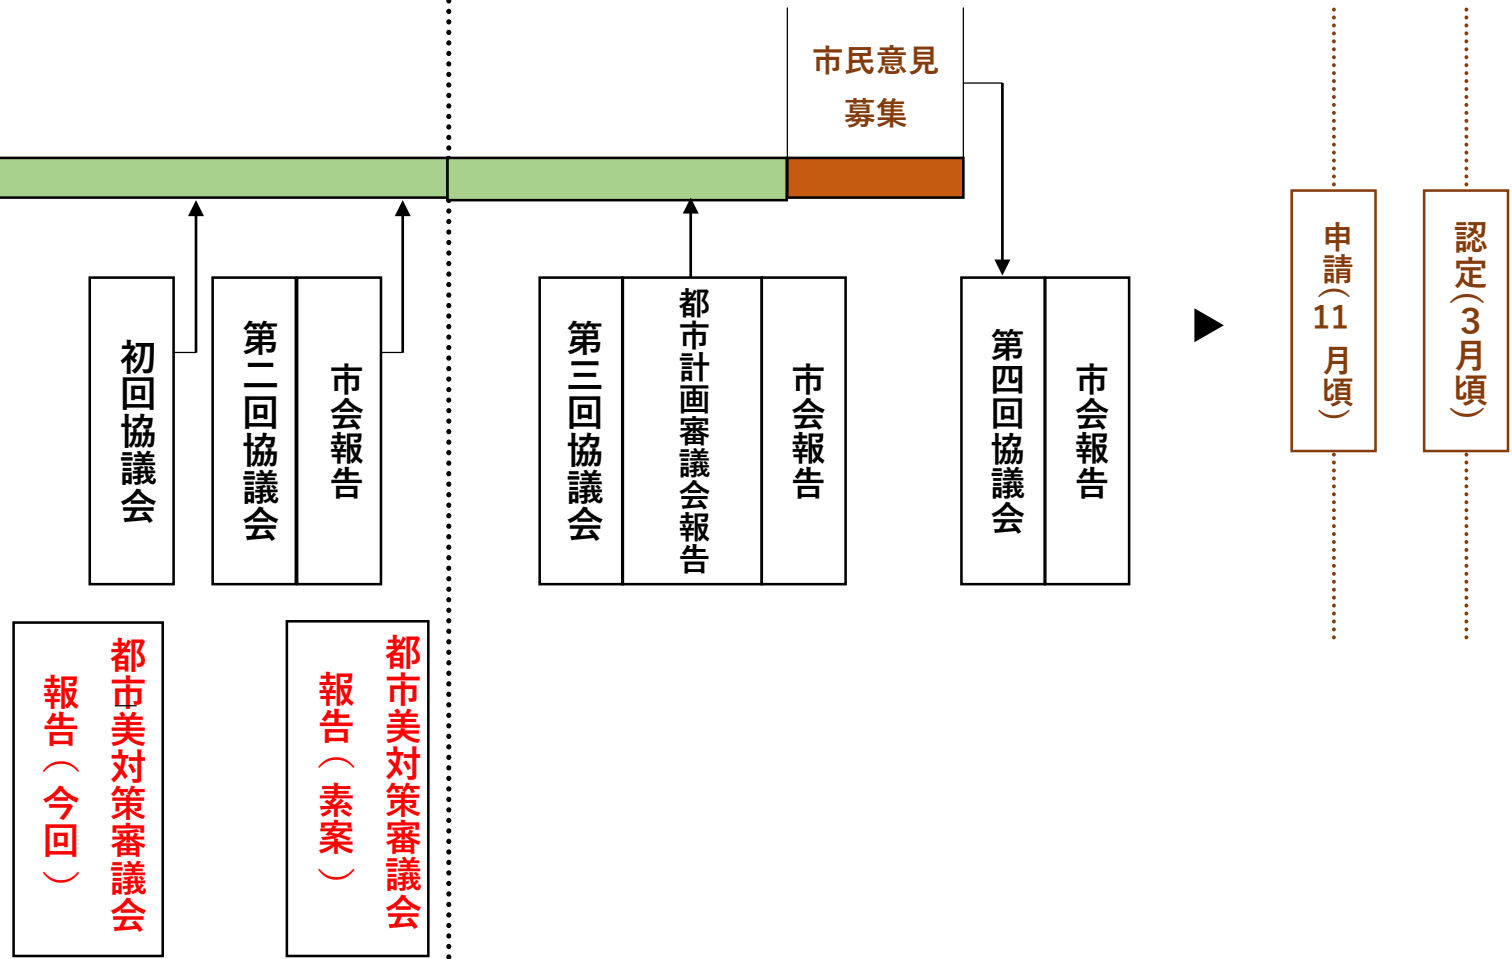 市民意見
募集
初回協議会
第二回協議会
市会報告
第三回協議会
都市計画審議会報告
市会報告
第四回協議会
市会報告
申請(11月頃)
認定(3月頃)
都市美対策審議会
報告(今回)
都市美対策審議会
報告(素案)